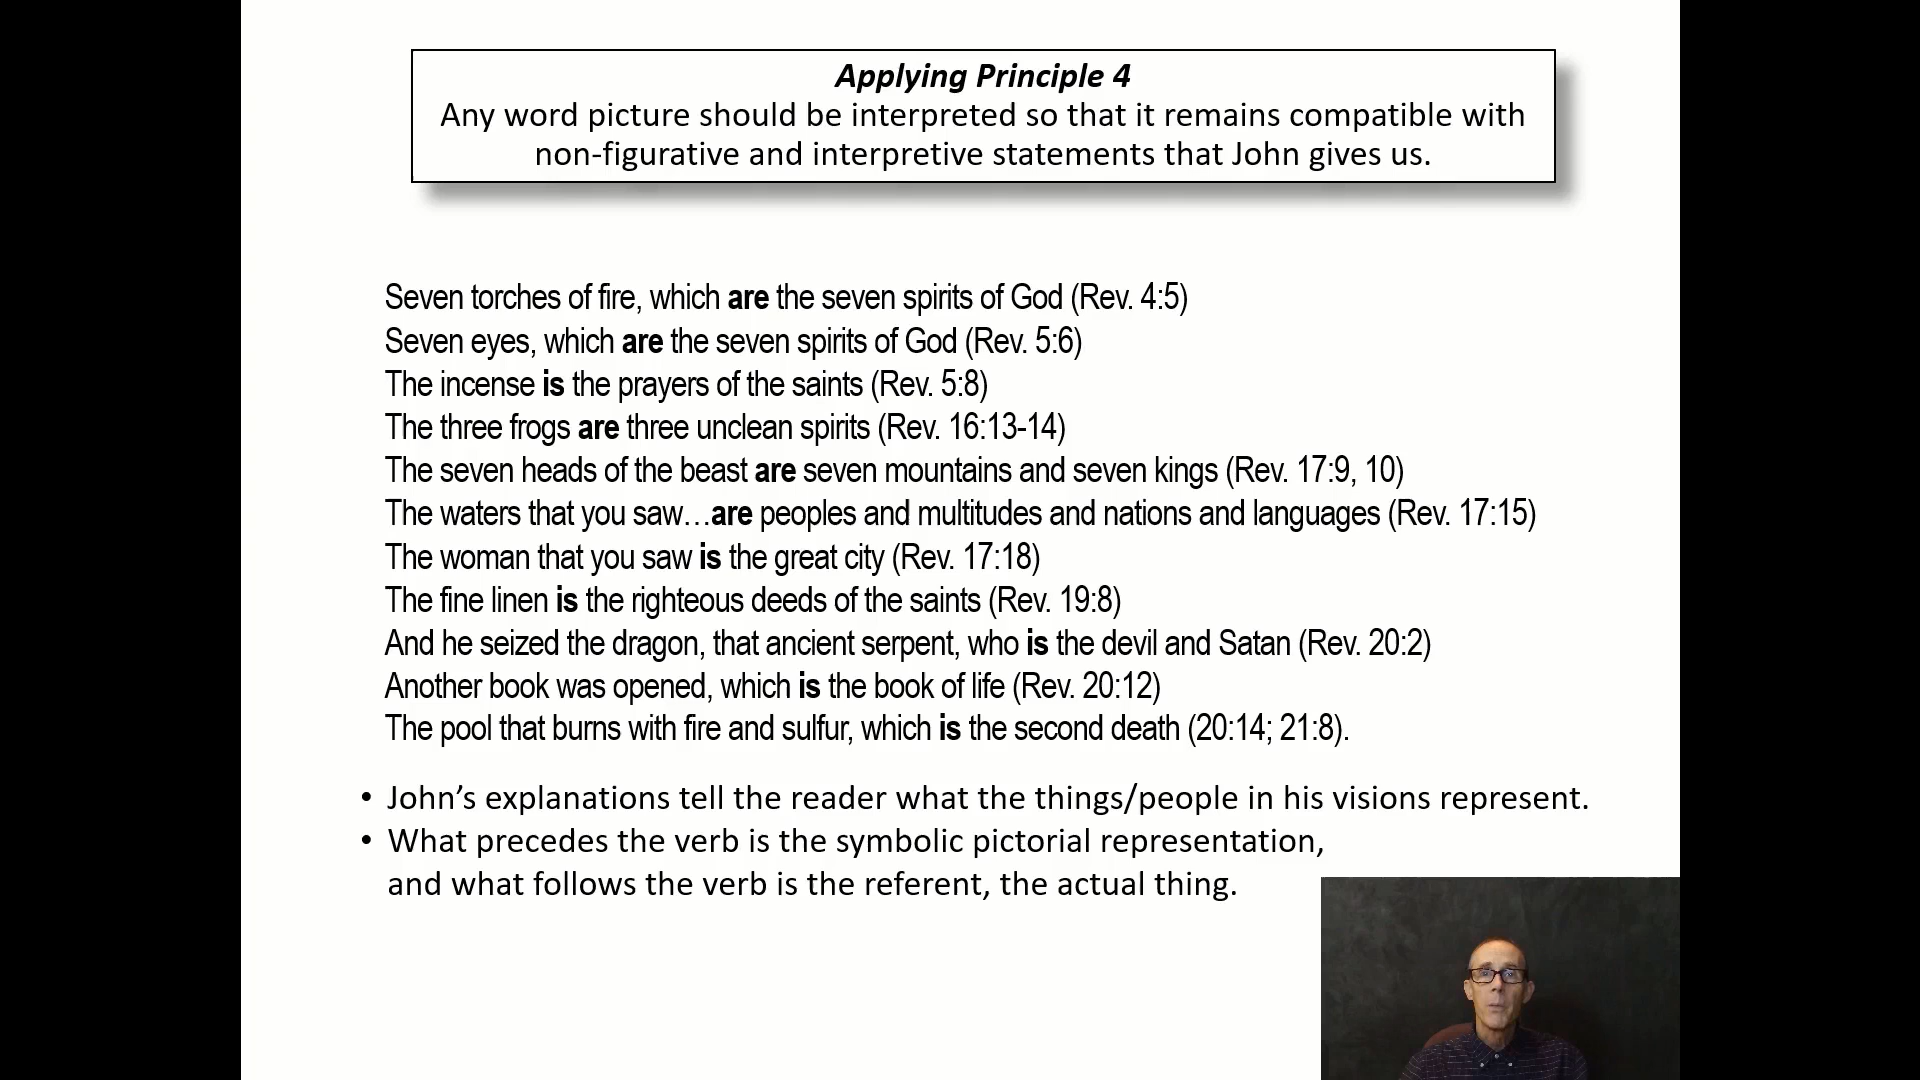 Applying Principle 4
Any word picture should be interpreted so that it remains compatible with
non-figurative and interpretive statements that John gives us.
Seven torches of fire, which are the seven spirits of God (Rev. 4:5)
Seven eyes, which are the seven spirits of God (Rev. 5:6)
The incense is the prayers of the saints (Rev. 5:8)
The three frogs are three unclean spirits (Rev. 16:13-14)
The seven heads of the beast are seven mountains and seven kings (Rev. 17:9, 10)
The waters that you saw…are peoples and multitudes and nations and languages (Rev. 17:15)
The woman that you saw is the great city (Rev. 17:18)
The fine linen is the righteous deeds of the saints (Rev. 19:8)
And he seized the dragon, that ancient serpent, who is the devil and Satan (Rev. 20:2)
Another book was opened, which is the book of life (Rev. 20:12)
The pool that burns with fire and sulfur, which is the second death (20:14; 21:8).
• John’s explanations tell the reader what the things/people in his visions represent.
• What precedes the verb is the symbolic pictorial representation,
and what follows the verb is the referent, the actual thing.